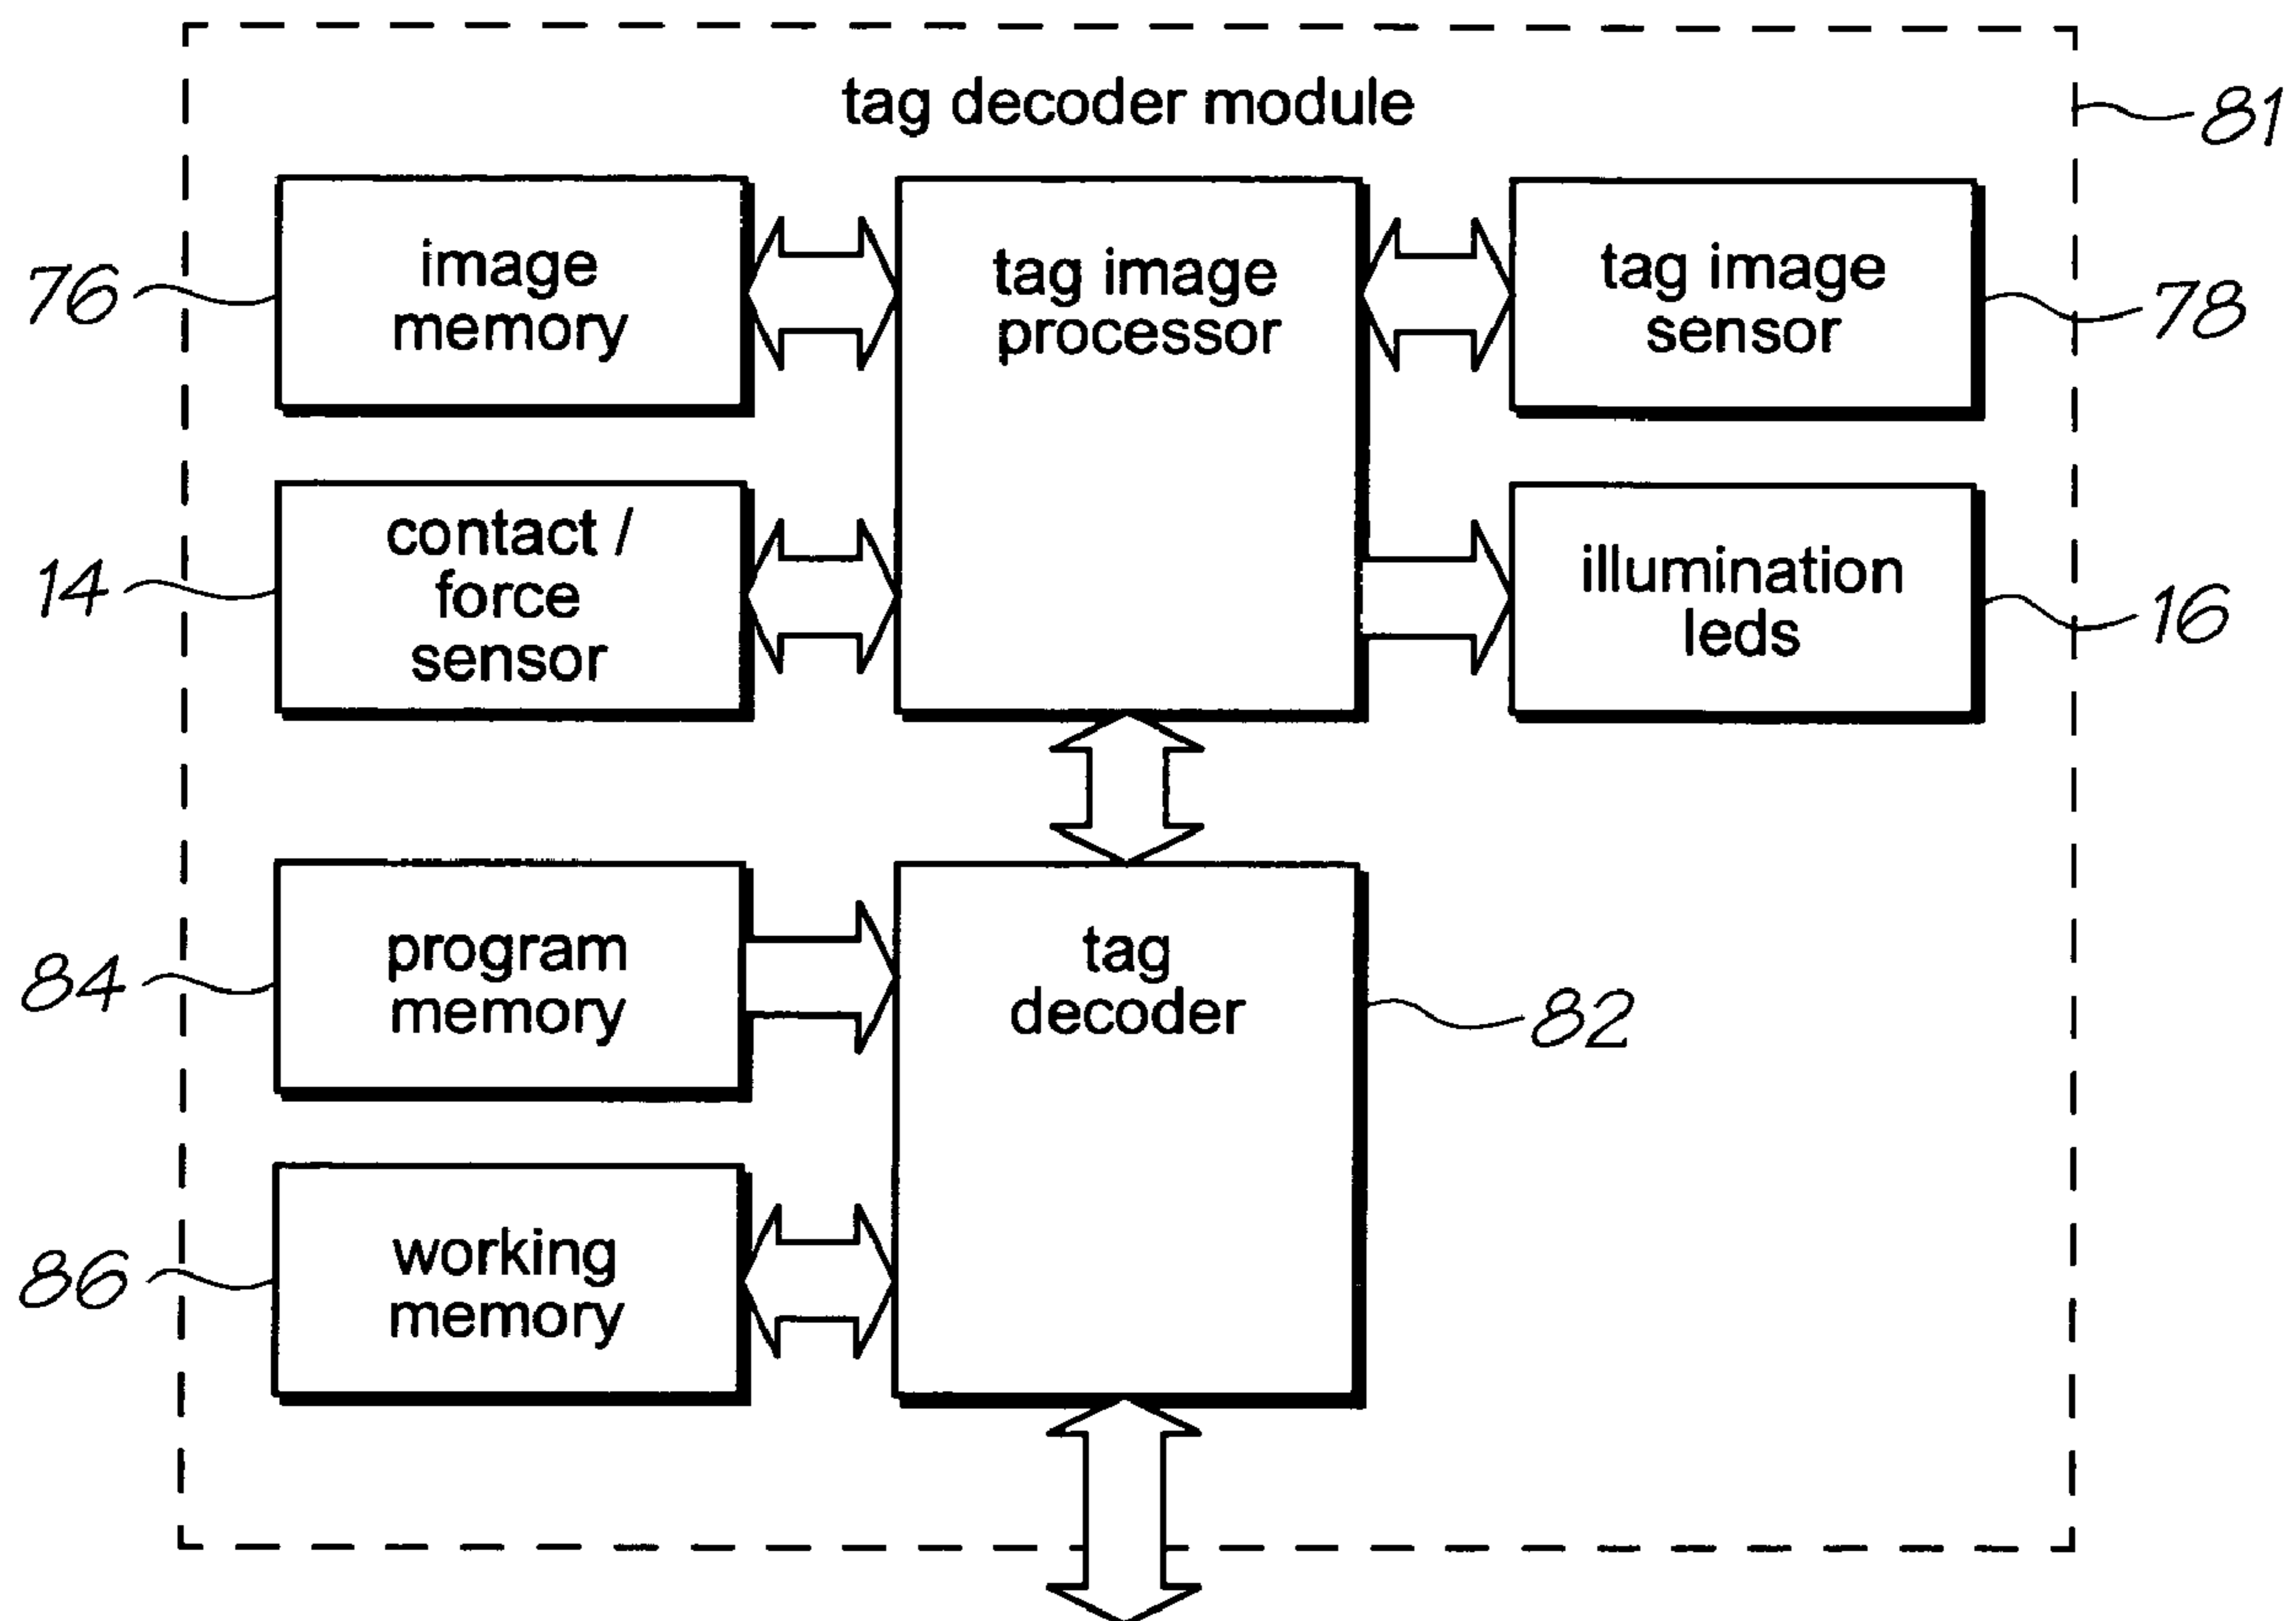 tag decoder module
81
image
memory
76
tag image
processor
tag image
sensor
78
contact /
force
sensor
14
illumination
leds
16
program
memory
84
tag
decoder
82
working
memory
86